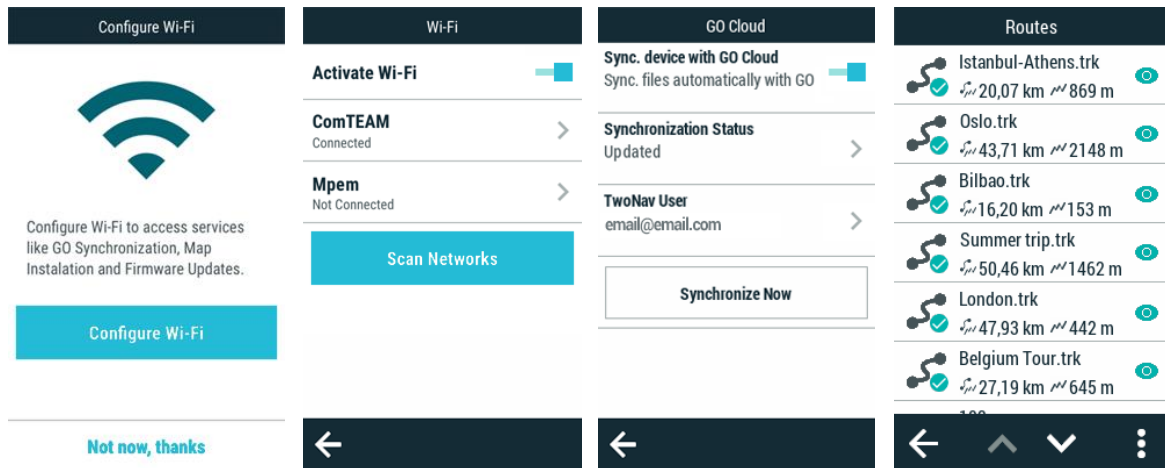 Configure Wi-Fi
Configure Wi-Fi to access services
like GO Synchronization, Map
Instalation and Firmware Updates.
Configure Wi-Fi
Not now, thanks
Wi-Fi
Activate Wi-Fi
ComTEAM
Connected
Mpem
Not Connected
Scan Networks
GO Cloud
Sync. device with GO Cloud
Sync. files automatically with GO
Synchronization Status
Updated
TwoNav User
email@email.com
Synchronize Now
Routes
Istanbul-Athens.trk
20,07 km 869 m
Oslo.trk
43,71 km 2148 m
Bilbao.trk
16,20 km 153 m
Summer trip.trk
50,46 km 1462 m
London.trk
47,93 km 442 m
Belgium Tour.trk
27,19 km 645 m